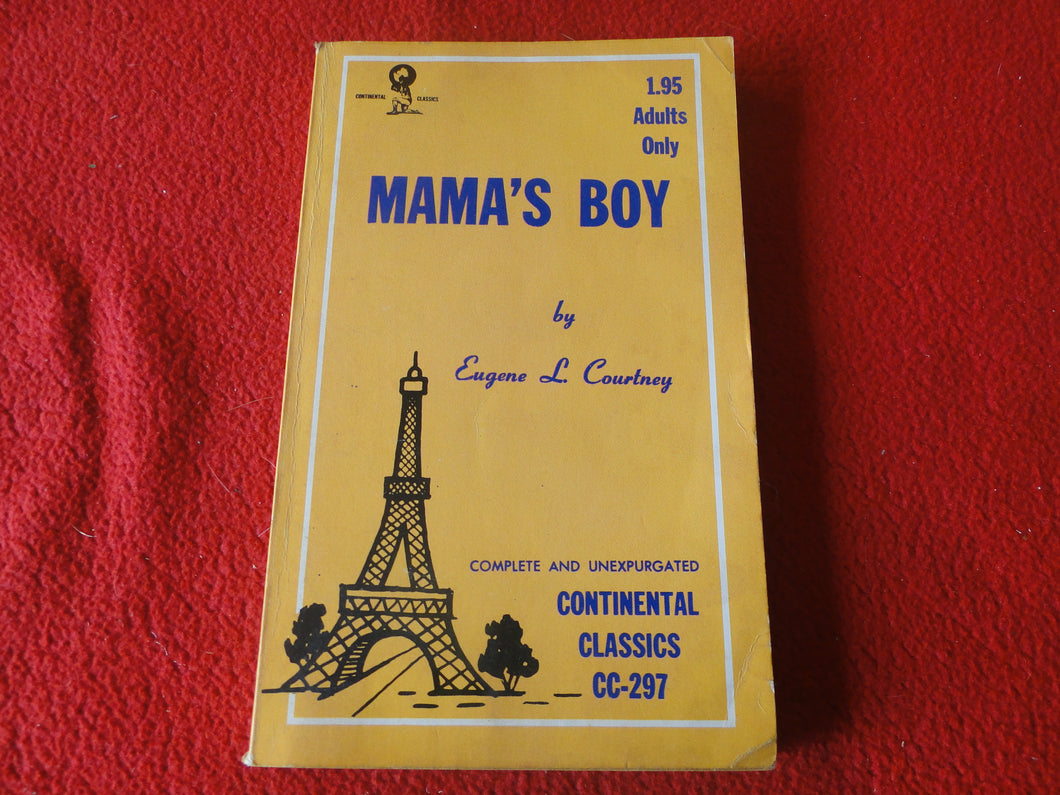 CONTINENTAL CLASSICS
1.95
Adults
Only
MAMA'S BOY
by
Eugene L. Courtney
COMPLETE AND UNEXPURGATED
CONTINENTAL
CLASSICS
CC-297